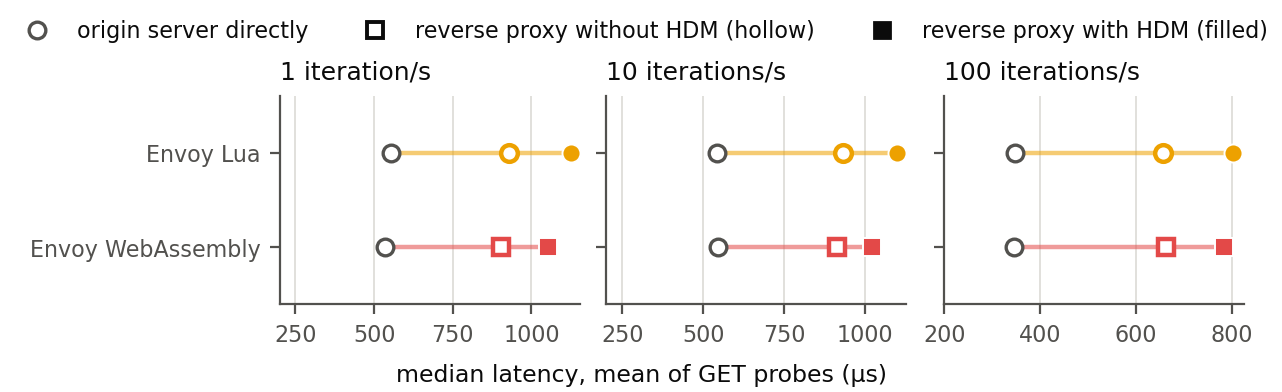 origin server directly reverse proxy without HDM (hollow) reverse proxy with HDM (filled)
1 iteration/s 10 iterations/s 100 iterations/s
Envoy Lua
Envoy WebAssembly
250 500 750 1000 250 500 750 1000 200 400 600 800
median latency, mean of GET probes (µs)